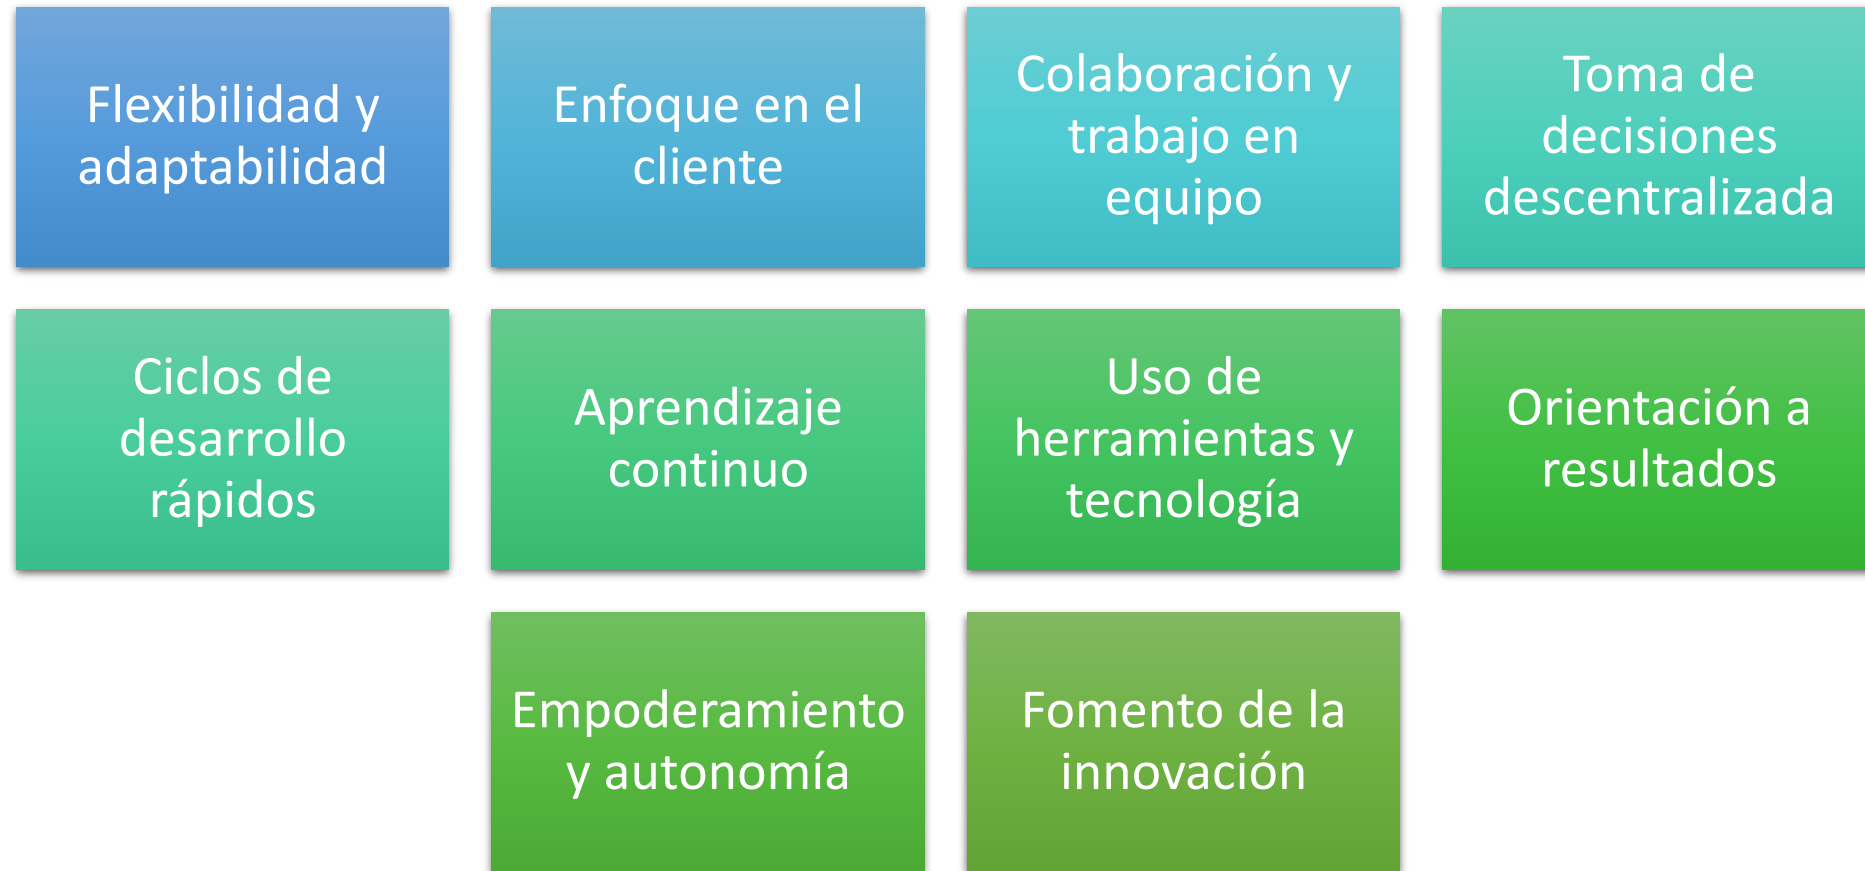 Flexibilidad y
adaptabilidad
Enfoque en el
cliente
Colaboración y
trabajo en
equipo
Toma de
decisiones
descentralizada
Ciclos de
desarrollo
rápidos
Aprendizaje
continuo
Uso de
herramientas y
tecnología
Orientación a
resultados
Empoderamiento
y autonomía
Fomento de la
innovación